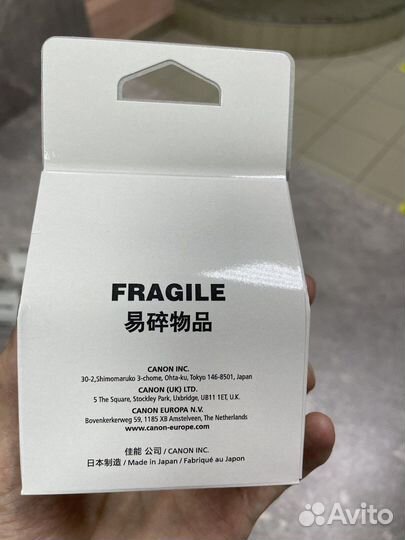 FRAGILE
易碎物品
CANON INC.
30-2,Shimomaruko 3-chome, Ohta-ku, Tokyo 146-8501, Japan
CANON (UK) LTD.
5 The Square, Stockley Park, Uxbridge, UB11 1ET, U.K.
CANON EUROPA N.V.
Bovenkerkerweg 59, 1185 XB Amstelveen, The Netherlands
www.canon-europe.com
佳能 公司 / CANON INC.
日本制造 / Made in Japan / Fabriqué au Japon
Avito